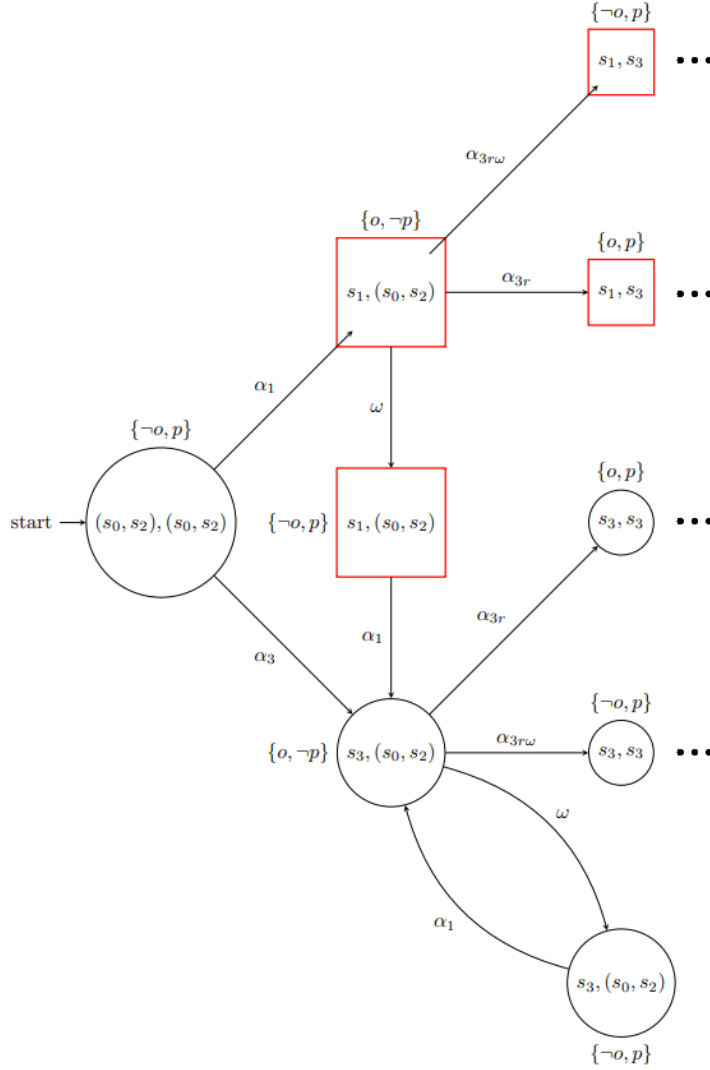 {¬o, p}
s₁, s₃
α₃ᵣω
{o, ¬p}
{o, p}
s₁, (s₀, s₂)
α₃ᵣ
s₁, s₃
α₁
ω
{¬o, p}
{o, p}
start
(s₀, s₂), (s₀, s₂)
{¬o, p}
s₁, (s₀, s₂)
s₃, s₃
α₃
α₁
α₃ᵣ
{¬o, p}
{o, ¬p}
s₃, (s₀, s₂)
α₃ᵣω
s₃, s₃
ω
α₁
s₃, (s₀, s₂)
{¬o, p}